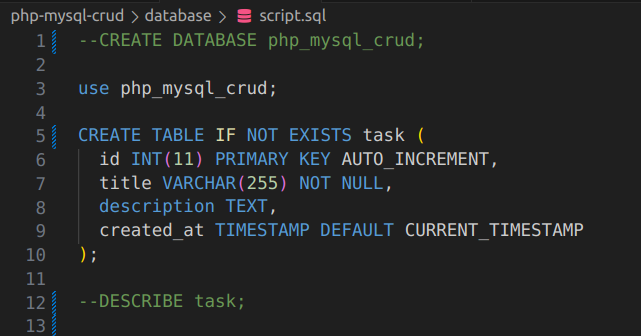 php-mysql-crud > database > script.sql
1 --CREATE DATABASE php_mysql_crud;
2
3 use php_mysql_crud;
4
5 CREATE TABLE IF NOT EXISTS task (
6 id INT(11) PRIMARY KEY AUTO_INCREMENT,
7 title VARCHAR(255) NOT NULL,
8 description TEXT,
9 created_at TIMESTAMP DEFAULT CURRENT_TIMESTAMP
10 );
11
12 --DESCRIBE task;
13